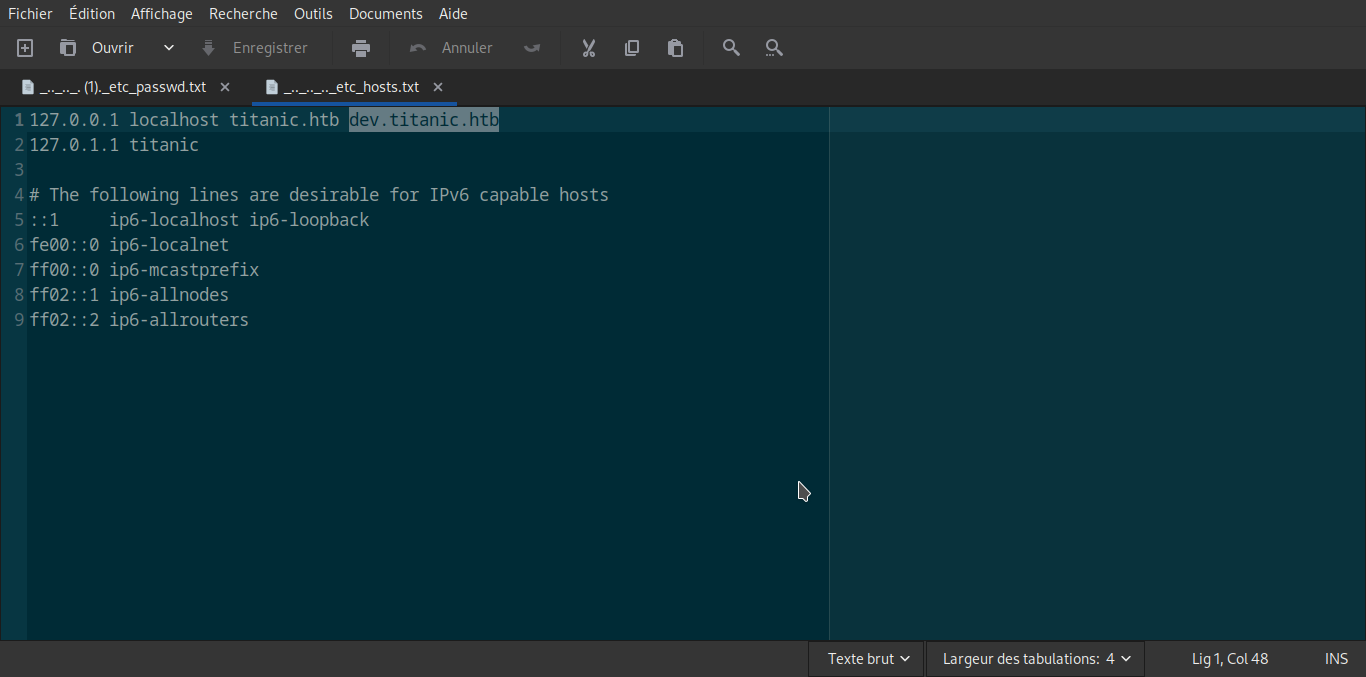 Fichier Édition Affichage Recherche Outils Documents Aide
Ouvrir Enregistrer Annuler
_.._.._. (1)._etc_passwd.txt × _.._.._.._etc_hosts.txt ×
1 127.0.0.1 localhost titanic.htb dev.titanic.htb
2 127.0.1.1 titanic
3
4 # The following lines are desirable for IPv6 capable hosts
5 ::1     ip6-localhost ip6-loopback
6 fe00::0 ip6-localnet
7 ff00::0 ip6-mcastprefix
8 ff02::1 ip6-allnodes
9 ff02::2 ip6-allrouters
Texte brut Largeur des tabulations: 4 Lig 1, Col 48 INS